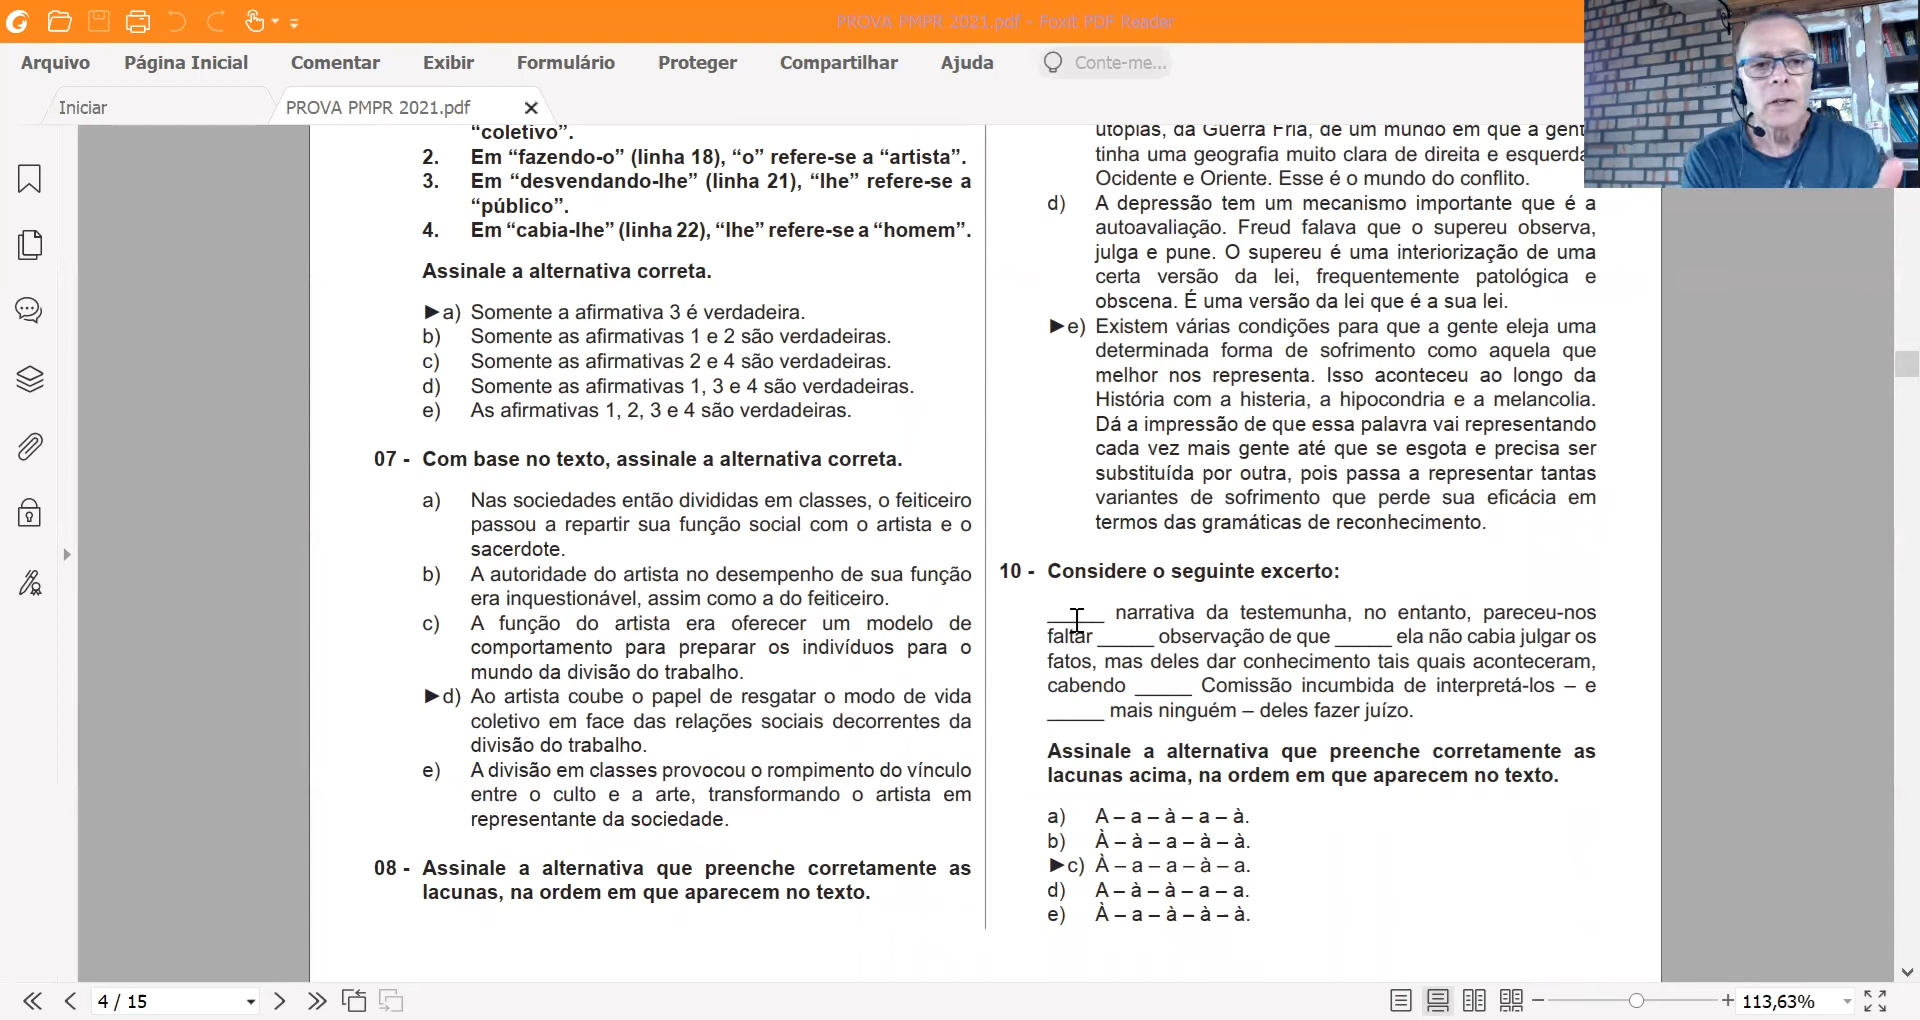 PROVA PMPR 2021.pdf - Foxit PDF Reader
Arquivo Página Inicial Comentar Exibir Formulário Proteger Compartilhar Ajuda Conte-me...
Iniciar PROVA PMPR 2021.pdf
"coletivo".
2. Em "fazendo-o" (linha 18), "o" refere-se a "artista".
3. Em "desvendando-lhe" (linha 21), "lhe" refere-se a
"público".
4. Em "cabia-lhe" (linha 22), "lhe" refere-se a "homem".
Assinale a alternativa correta.
►a) Somente a afirmativa 3 é verdadeira.
b) Somente as afirmativas 1 e 2 são verdadeiras.
c) Somente as afirmativas 2 e 4 são verdadeiras.
d) Somente as afirmativas 1, 3 e 4 são verdadeiras.
e) As afirmativas 1, 2, 3 e 4 são verdadeiras.
07 - Com base no texto, assinale a alternativa correta.
a) Nas sociedades então divididas em classes, o feiticeiro
passou a repartir sua função social com o artista e o
sacerdote.
b) A autoridade do artista no desempenho de sua função
era inquestionável, assim como a do feiticeiro.
c) A função do artista era oferecer um modelo de
comportamento para preparar os indivíduos para o
mundo da divisão do trabalho.
►d) Ao artista coube o papel de resgatar o modo de vida
coletivo em face das relações sociais decorrentes da
divisão do trabalho.
e) A divisão em classes provocou o rompimento do vínculo
entre o culto e a arte, transformando o artista em
representante da sociedade.
08 - Assinale a alternativa que preenche corretamente as
lacunas, na ordem em que aparecem no texto.
utopias, da Guerra Fria, de um mundo em que a gent
tinha uma geografia muito clara de direita e esquerda
Ocidente e Oriente. Esse é o mundo do conflito.
d) A depressão tem um mecanismo importante que é a
autoavaliação. Freud falava que o supereu observa,
julga e pune. O supereu é uma interiorização de uma
certa versão da lei, frequentemente patológica e
obscena. É uma versão da lei que é a sua lei.
►e) Existem várias condições para que a gente eleja uma
determinada forma de sofrimento como aquela que
melhor nos representa. Isso aconteceu ao longo da
História com a histeria, a hipocondria e a melancolia.
Dá a impressão de que essa palavra vai representando
cada vez mais gente até que se esgota e precisa ser
substituída por outra, pois passa a representar tantas
variantes de sofrimento que perde sua eficácia em
termos das gramáticas de reconhecimento.
10 - Considere o seguinte excerto:
_____ narrativa da testemunha, no entanto, pareceu-nos
faltar _____ observação de que _____ ela não cabia julgar os
fatos, mas deles dar conhecimento tais quais aconteceram,
cabendo _____ Comissão incumbida de interpretá-los – e
_____ mais ninguém – deles fazer juízo.
Assinale a alternativa que preenche corretamente as
lacunas acima, na ordem em que aparecem no texto.
a) A – a – à – a – à.
b) À – à – a – à – à.
►c) À – a – a – à – a.
d) A – à – à – a – a.
e) À – a – à – à – à.
4 / 15 113,63%